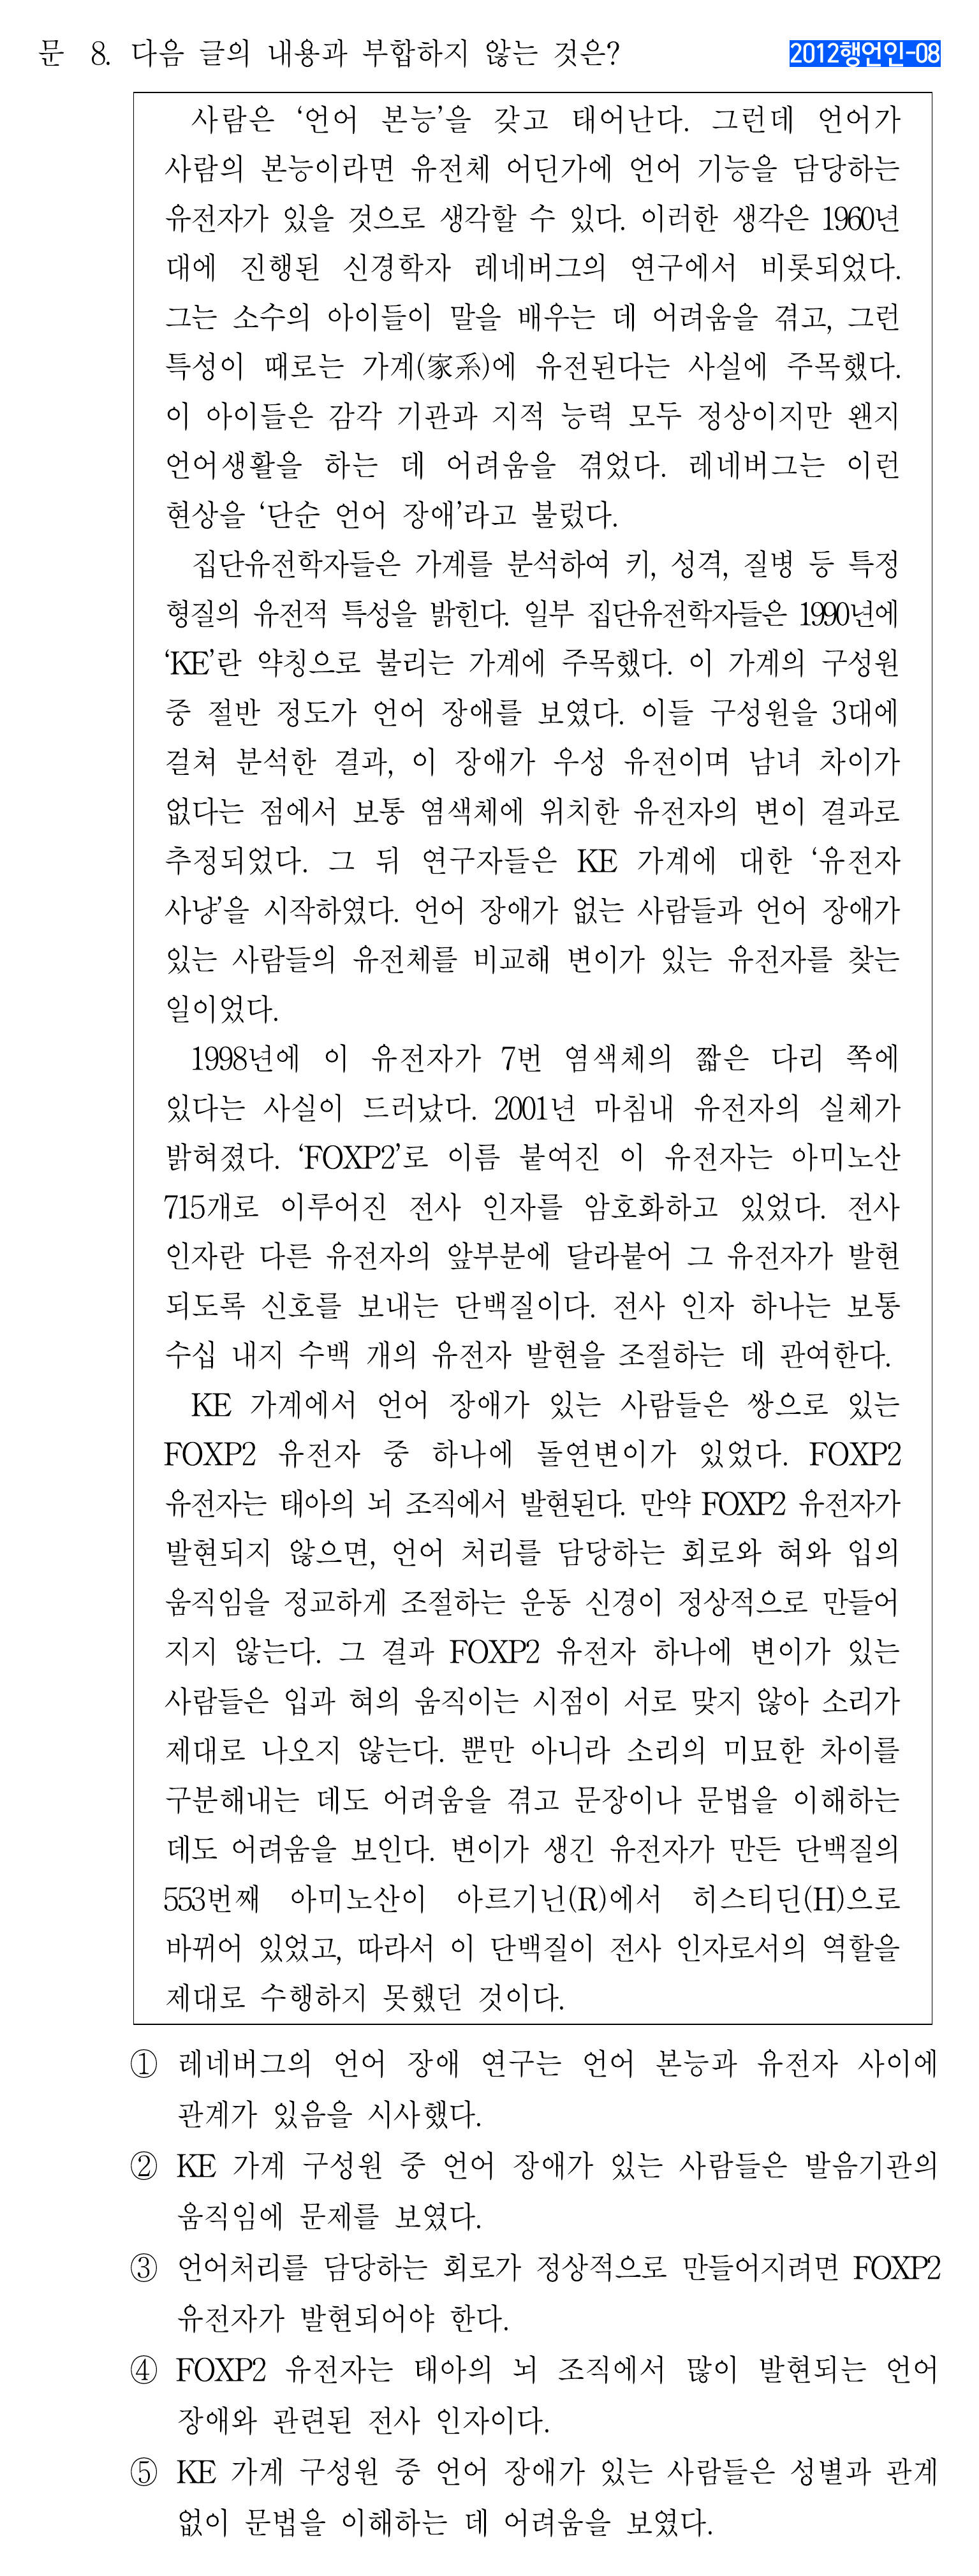 문 8. 다음 글의 내용과 부합하지 않는 것은?
2012행언인-08
사람은 ‘언어 본능’을 갖고 태어난다. 그런데 언어가
사람의 본능이라면 유전체 어딘가에 언어 기능을 담당하는
유전자가 있을 것으로 생각할 수 있다. 이러한 생각은 1960년
대에 진행된 신경학자 레네버그의 연구에서 비롯되었다.
그는 소수의 아이들이 말을 배우는 데 어려움을 겪고, 그런
특성이 때로는 가계(家系)에 유전된다는 사실에 주목했다.
이 아이들은 감각 기관과 지적 능력 모두 정상이지만 왠지
언어생활을 하는 데 어려움을 겪었다. 레네버그는 이런
현상을 ‘단순 언어 장애’라고 불렀다.
집단유전학자들은 가계를 분석하여 키, 성격, 질병 등 특정
형질의 유전적 특성을 밝힌다. 일부 집단유전학자들은 1990년에
‘KE’란 약칭으로 불리는 가계에 주목했다. 이 가계의 구성원
중 절반 정도가 언어 장애를 보였다. 이들 구성원을 3대에
걸쳐 분석한 결과, 이 장애가 우성 유전이며 남녀 차이가
없다는 점에서 보통 염색체에 위치한 유전자의 변이 결과로
추정되었다. 그 뒤 연구자들은 KE 가계에 대한 ‘유전자
사냥’을 시작하였다. 언어 장애가 없는 사람들과 언어 장애가
있는 사람들의 유전체를 비교해 변이가 있는 유전자를 찾는
일이었다.
1998년에 이 유전자가 7번 염색체의 짧은 다리 쪽에
있다는 사실이 드러났다. 2001년 마침내 유전자의 실체가
밝혀졌다. ‘FOXP2’로 이름 붙여진 이 유전자는 아미노산
715개로 이루어진 전사 인자를 암호화하고 있었다. 전사
인자란 다른 유전자의 앞부분에 달라붙어 그 유전자가 발현
되도록 신호를 보내는 단백질이다. 전사 인자 하나는 보통
수십 내지 수백 개의 유전자 발현을 조절하는 데 관여한다.
KE 가계에서 언어 장애가 있는 사람들은 쌍으로 있는
FOXP2 유전자 중 하나에 돌연변이가 있었다. FOXP2
유전자는 태아의 뇌 조직에서 발현된다. 만약 FOXP2 유전자가
발현되지 않으면, 언어 처리를 담당하는 회로와 혀와 입의
움직임을 정교하게 조절하는 운동 신경이 정상적으로 만들어
지지 않는다. 그 결과 FOXP2 유전자 하나에 변이가 있는
사람들은 입과 혀의 움직이는 시점이 서로 맞지 않아 소리가
제대로 나오지 않는다. 뿐만 아니라 소리의 미묘한 차이를
구분해내는 데도 어려움을 겪고 문장이나 문법을 이해하는
데도 어려움을 보인다. 변이가 생긴 유전자가 만든 단백질의
553번째 아미노산이 아르기닌(R)에서 히스티딘(H)으로
바뀌어 있었고, 따라서 이 단백질이 전사 인자로서의 역할을
제대로 수행하지 못했던 것이다.
① 레네버그의 언어 장애 연구는 언어 본능과 유전자 사이에
관계가 있음을 시사했다.
② KE 가계 구성원 중 언어 장애가 있는 사람들은 발음기관의
움직임에 문제를 보였다.
③ 언어처리를 담당하는 회로가 정상적으로 만들어지려면 FOXP2
유전자가 발현되어야 한다.
④ FOXP2 유전자는 태아의 뇌 조직에서 많이 발현되는 언어
장애와 관련된 전사 인자이다.
⑤ KE 가계 구성원 중 언어 장애가 있는 사람들은 성별과 관계
없이 문법을 이해하는 데 어려움을 보였다.